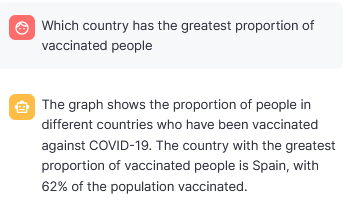 Which country has the greatest proportion of
vaccinated people
The graph shows the proportion of people in
different countries who have been vaccinated
against COVID-19. The country with the greatest
proportion of vaccinated people is Spain, with
62% of the population vaccinated.